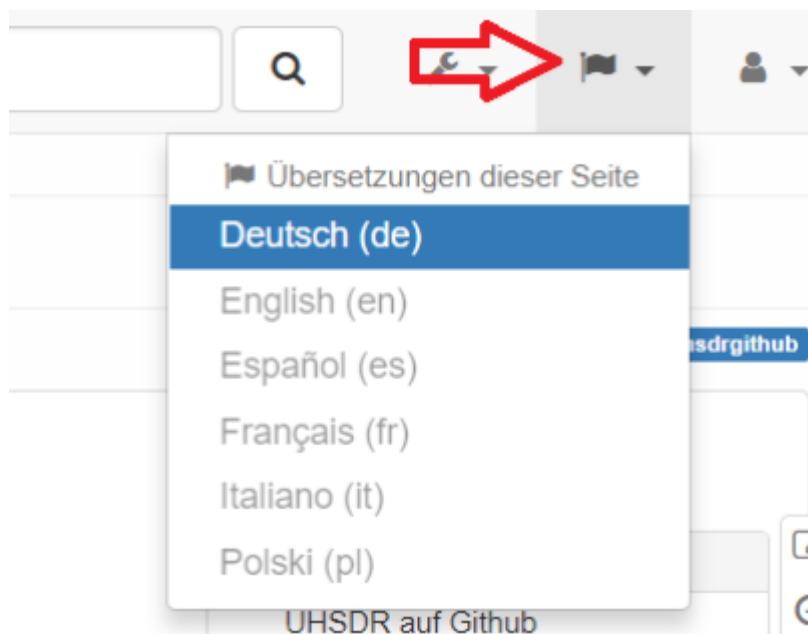 Übersetzungen dieser Seite
Deutsch (de)
English (en)
Español (es)
sdrgithub
Français (fr)
Italiano (it)
Polski (pl)
UHSDR auf Github